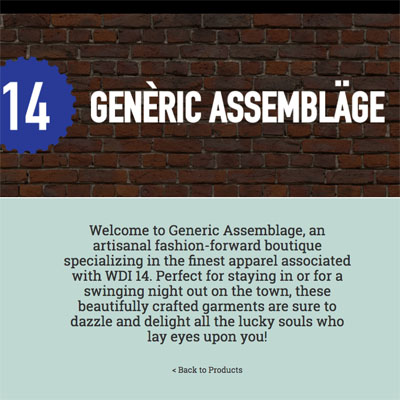 14
GENÈRIC ASSEMBLÄGE
Welcome to Generic Assemblage, an
artisanal fashion-forward boutique
specializing in the finest apparel associated
with WDI 14. Perfect for staying in or for a
swinging night out on the town, these
beautifully crafted garments are sure to
dazzle and delight all the lucky souls who
lay eyes upon you!
< Back to Products